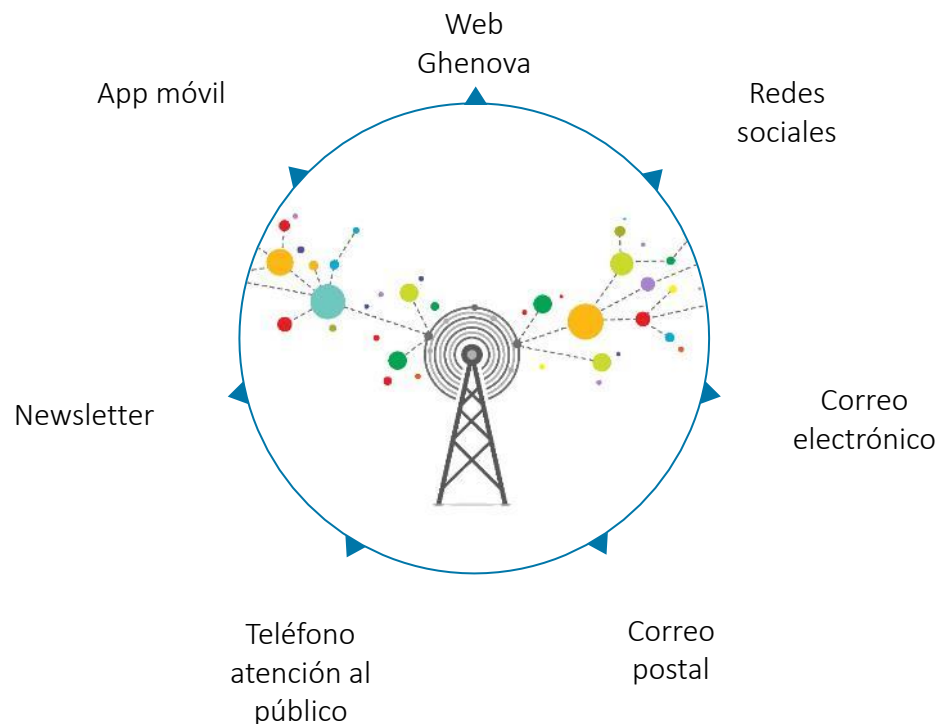 Web
Ghenova
App móvil
Redes
sociales
Newsletter
Correo
electrónico
Teléfono
atención al
público
Correo
postal